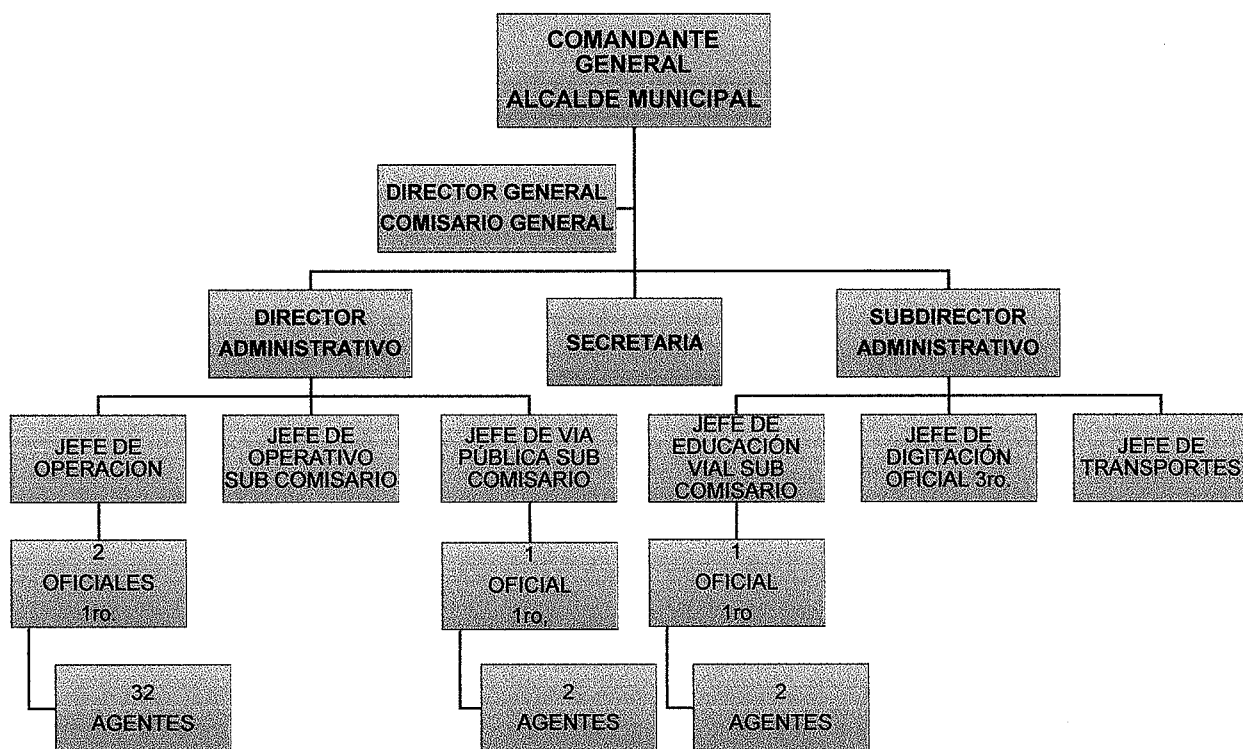 COMANDANTE
GENERAL
ALCALDE MUNICIPAL
DIRECTOR GENERAL
COMISARIO GENERAL
DIRECTOR
ADMINISTRATIVO
SECRETARIA
SUBDIRECTOR
ADMINISTRATIVO
JEFE DE
OPERACION
JEFE DE
OPERATIVO
SUB COMISARIO
JEFE DE VIA
PÚBLICA SUB
COMISARIO
JEFE DE
EDUCACIÓN
VIAL SUB
COMISARIO
JEFE DE
DIGITACIÓN
OFICIAL 3ro.
JEFE DE
TRANSPORTES
2
OFICIALES
1ro.
1
OFICIAL
1ro.
1
OFICIAL
1ro
32
AGENTES
2
AGENTES
2
AGENTES